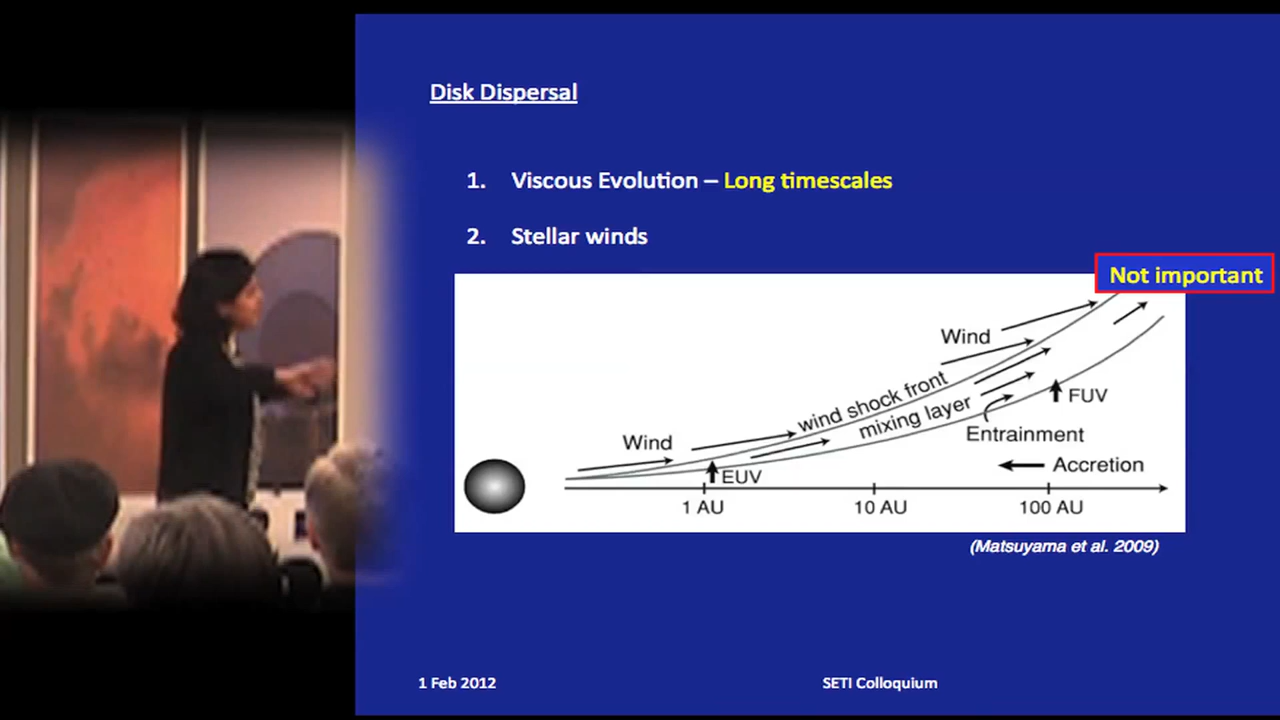 Disk Dispersal
1. Viscous Evolution – Long timescales
2. Stellar winds
Not important
Wind
wind shock front
mixing layer
FUV
Entrainment
Wind
Accretion
EUV
1 AU 10 AU 100 AU
(Matsuyama et al. 2009)
1 Feb 2012 SETI Colloquium